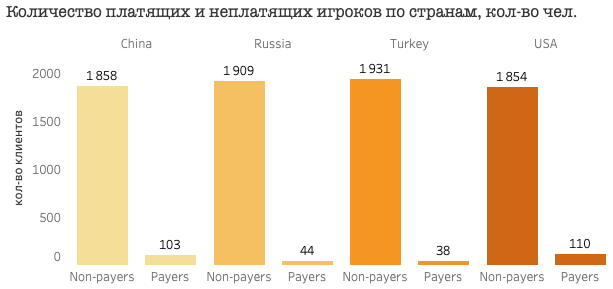 Количество платящих и неплатящих игроков по странам, кол-во чел.
China Russia Turkey USA
кол-во клиентов
2000
1500
1000
500
0
1 858 103 1 909 44 1 931 38 1 854 110
Non-payers Payers Non-payers Payers Non-payers Payers Non-payers Payers